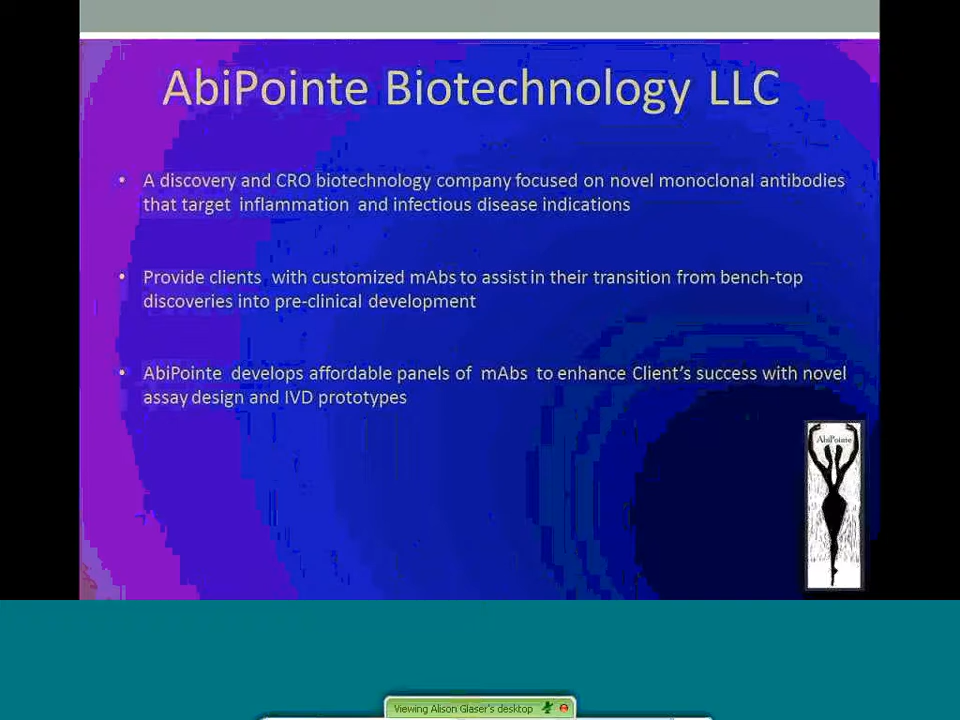 AbiPointe Biotechnology LLC
• A discovery and CRO biotechnology company focused on novel monoclonal antibodies
that target inflammation and infectious disease indications
• Provide clients with customized mAbs to assist in their transition from bench-top
discoveries into pre-clinical development
• AbiPointe develops affordable panels of mAbs to enhance Client's success with novel
assay design and IVD prototypes
AbiPointe
Viewing Alison Glaser's desktop